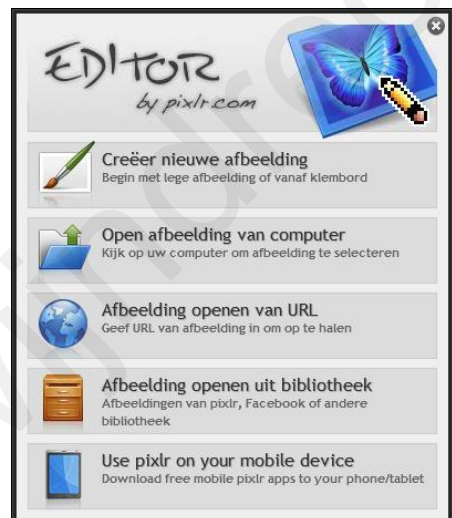 EDITOR
by pixlr.com
Creëer nieuwe afbeelding
Begin met lege afbeelding of vanaf klembord
Open afbeelding van computer
Kijk op uw computer om afbeelding te selecteren
Afbeelding openen van URL
Geef URL van afbeelding in om op te halen
Afbeelding openen uit bibliotheek
Afbeeldingen van pixlr, Facebook of andere
bibliotheek
Use pixlr on your mobile device
Download free mobile pixlr apps to your phone/tablet